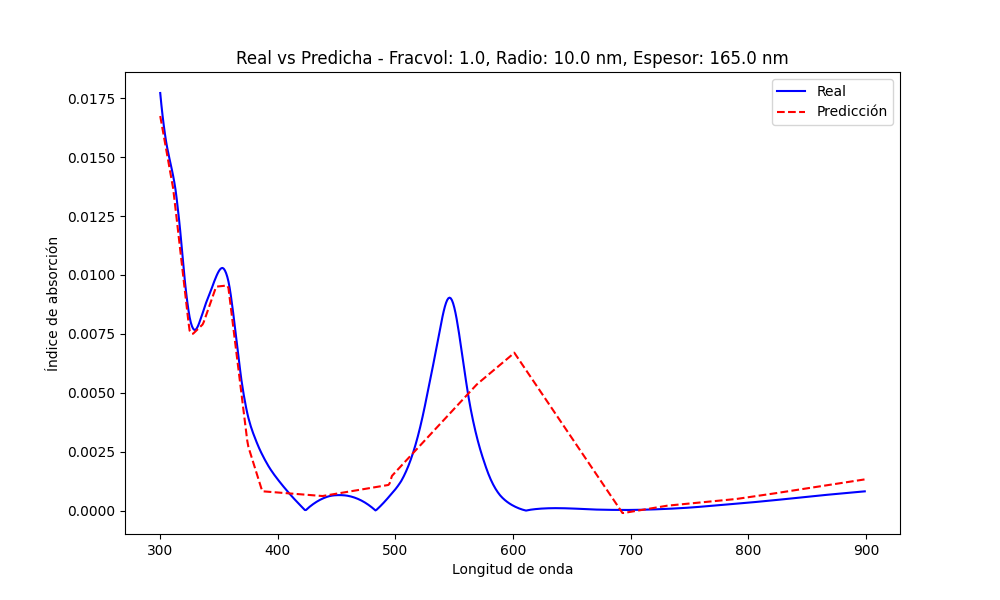 Real vs Predicha - Fracvol: 1.0, Radio: 10.0 nm, Espesor: 165.0 nm
Real
Predicción
Índice de absorción
0.0175
0.0150
0.0125
0.0100
0.0075
0.0050
0.0025
0.0000
300 400 500 600 700 800 900
Longitud de onda